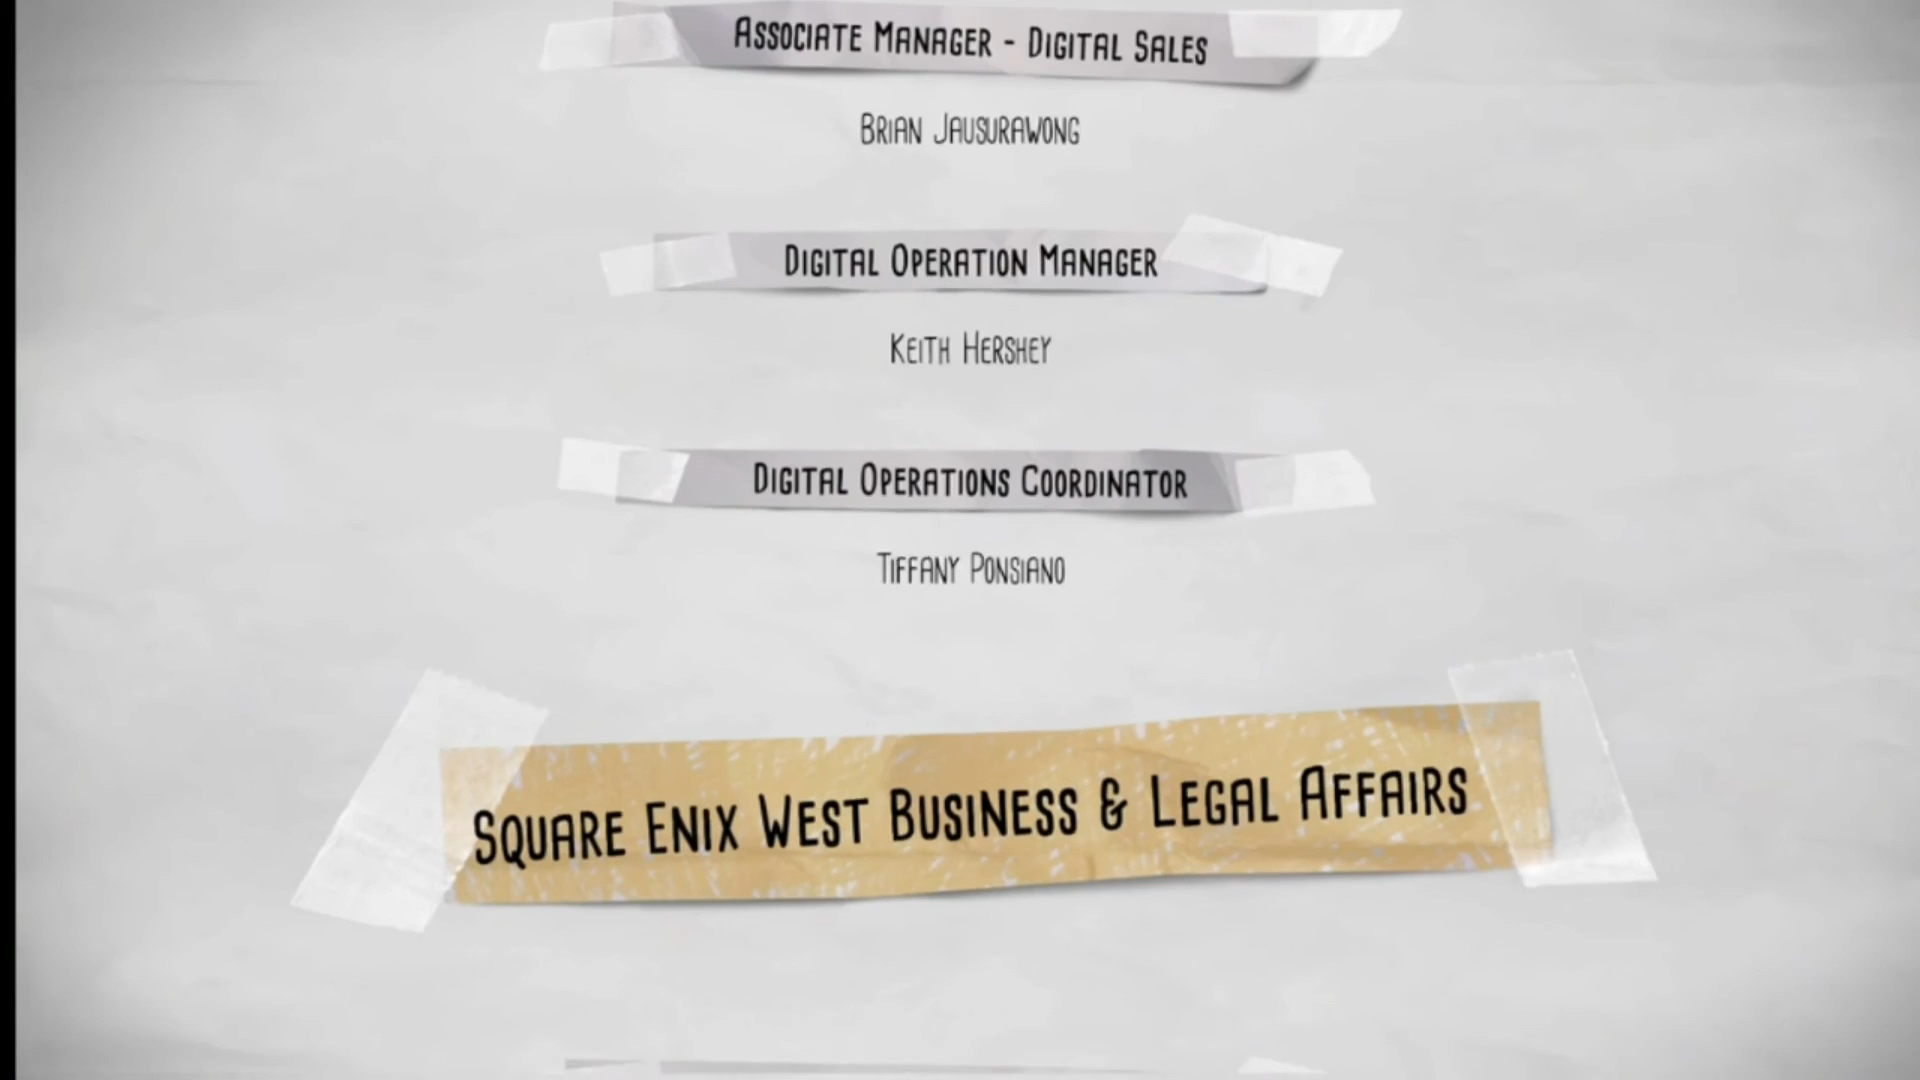 Associate Manager - Digital Sales
Brian Jausurawong
Digital Operation Manager
Keith Hershey
Digital Operations Coordinator
Tiffany Ponsiano
Square Enix West Business & Legal Affairs